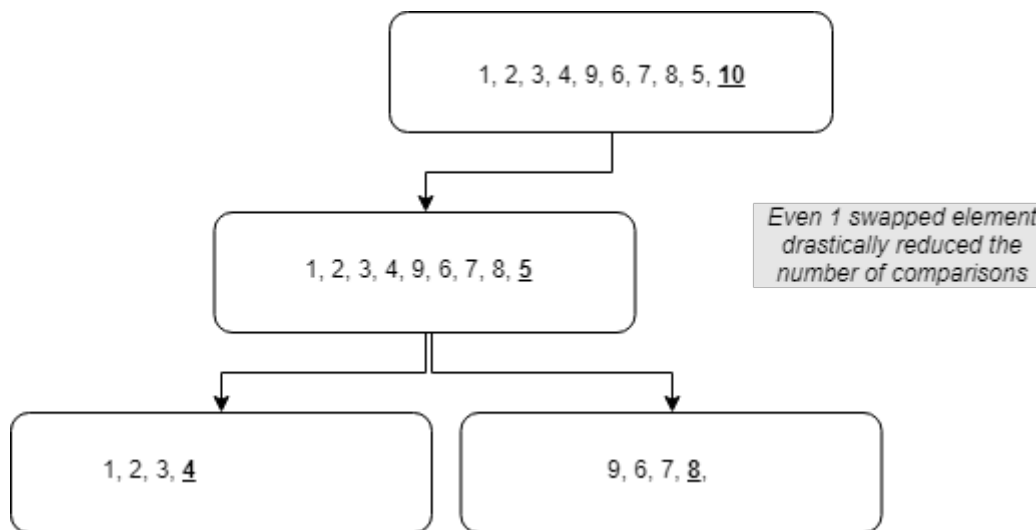 1, 2, 3, 4, 9, 6, 7, 8, 5, 10
Even 1 swapped element
drastically reduced the
number of comparisons
1, 2, 3, 4, 9, 6, 7, 8, 5
1, 2, 3, 4
9, 6, 7, 8,